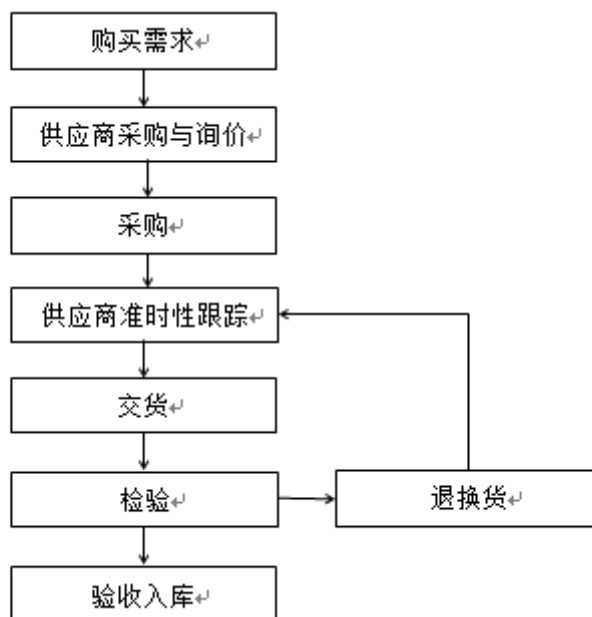 购买需求↵
供应商采购与询价↵
采购↵
供应商准时性跟踪↵
交货↵
检验↵
退换货↵
验收入库↵